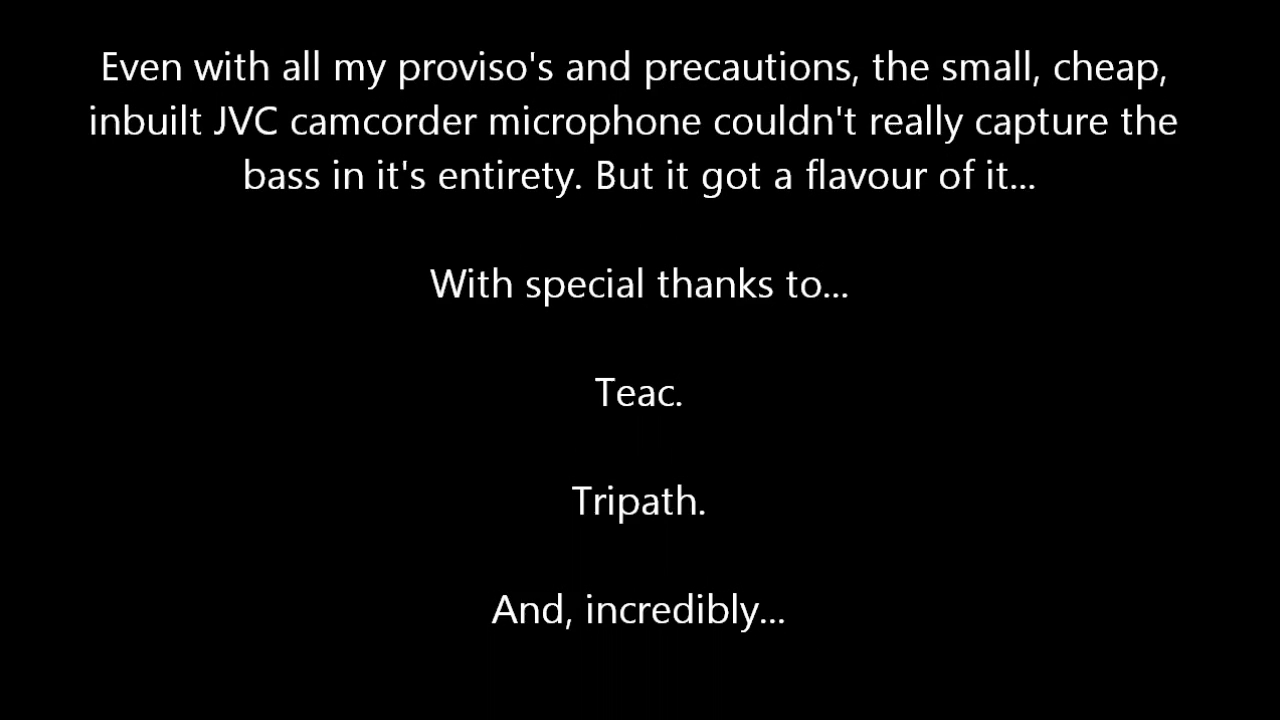 Even with all my proviso's and precautions, the small, cheap,
inbuilt JVC camcorder microphone couldn't really capture the
bass in it's entirety. But it got a flavour of it...
With special thanks to...
Teac.
Tripath.
And, incredibly...